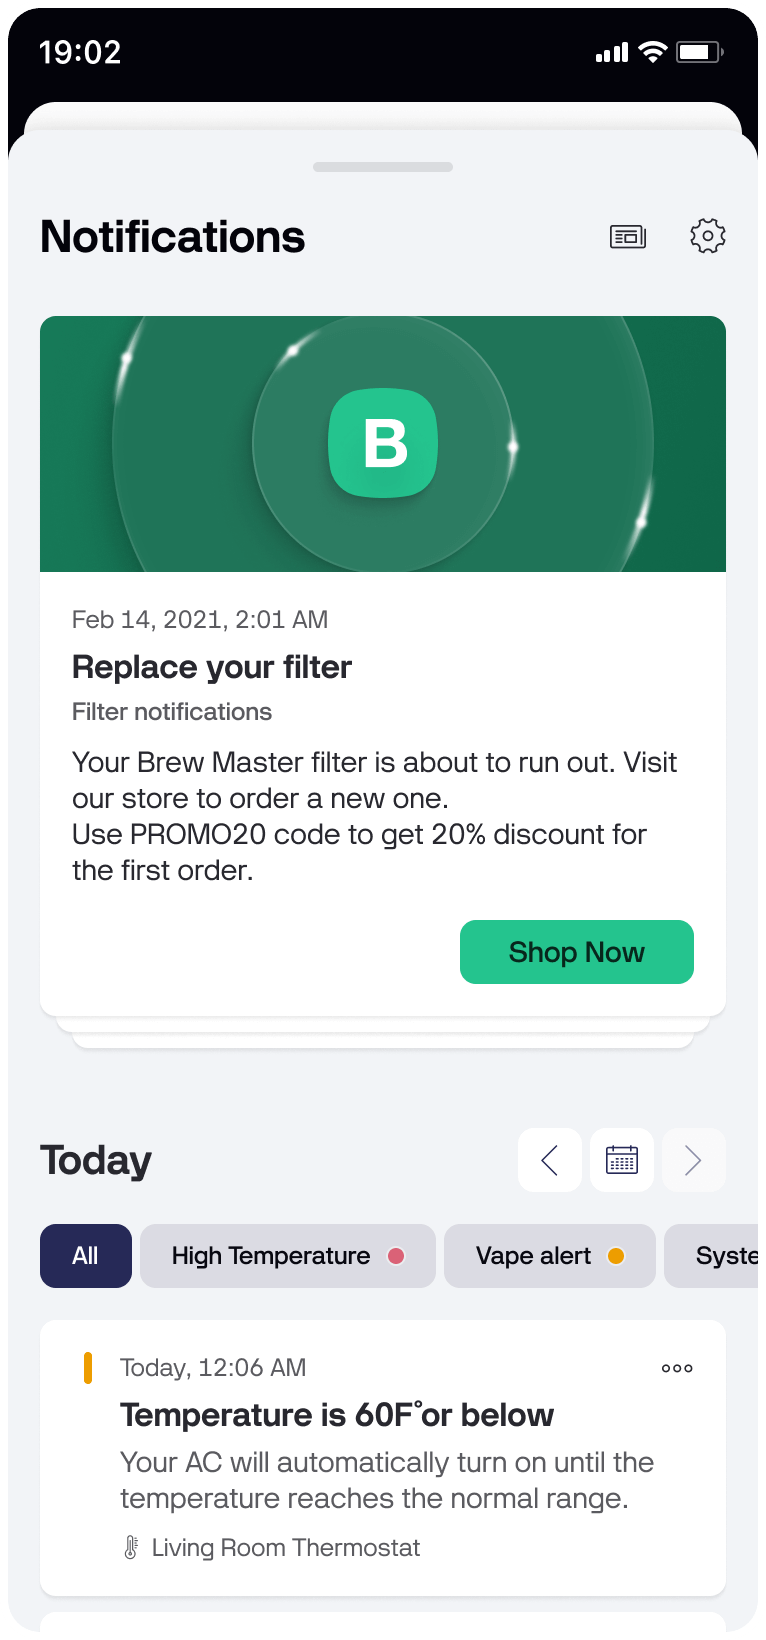 19:02
Notifications
B
Feb 14, 2021, 2:01 AM
Replace your filter
Filter notifications
Your Brew Master filter is about to run out. Visit
our store to order a new one.
Use PROMO20 code to get 20% discount for
the first order.
Shop Now
Today
All High Temperature Vape alert Syste
Today, 12:06 AM
Temperature is 60F°or below
Your AC will automatically turn on until the
temperature reaches the normal range.
Living Room Thermostat